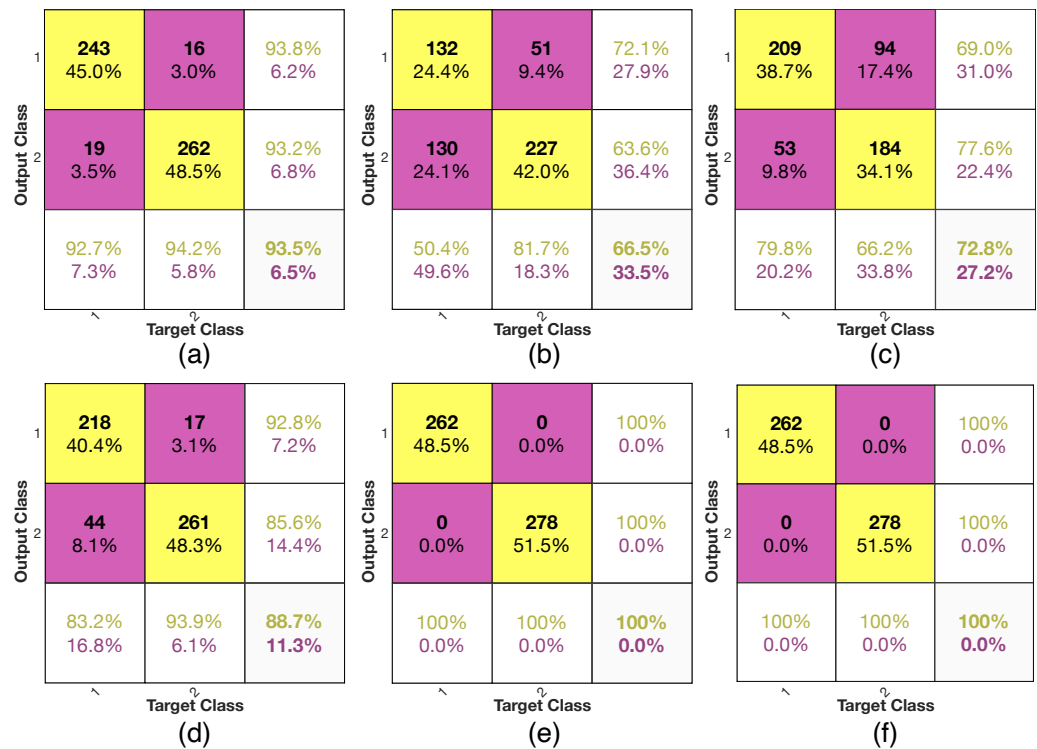 243 16 93.8%
1 45.0% 3.0% 6.2%
19 262 93.2%
2 3.5% 48.5% 6.8%
92.7% 94.2% 93.5%
7.3% 5.8% 6.5%
Output Class
1 2
Target Class
(a)
132 51 72.1%
1 24.4% 9.4% 27.9%
130 227 63.6%
2 24.1% 42.0% 36.4%
50.4% 81.7% 66.5%
49.6% 18.3% 33.5%
Output Class
1 2
Target Class
(b)
209 94 69.0%
1 38.7% 17.4% 31.0%
53 184 77.6%
2 9.8% 34.1% 22.4%
79.8% 66.2% 72.8%
20.2% 33.8% 27.2%
Output Class
1 2
Target Class
(c)
218 17 92.8%
1 40.4% 3.1% 7.2%
44 261 85.6%
2 8.1% 48.3% 14.4%
83.2% 93.9% 88.7%
16.8% 6.1% 11.3%
Output Class
1 2
Target Class
(d)
262 0 100%
1 48.5% 0.0% 0.0%
0 278 100%
2 0.0% 51.5% 0.0%
100% 100% 100%
0.0% 0.0% 0.0%
Output Class
1 2
Target Class
(e)
262 0 100%
1 48.5% 0.0% 0.0%
0 278 100%
2 0.0% 51.5% 0.0%
100% 100% 100%
0.0% 0.0% 0.0%
Output Class
1 2
Target Class
(f)